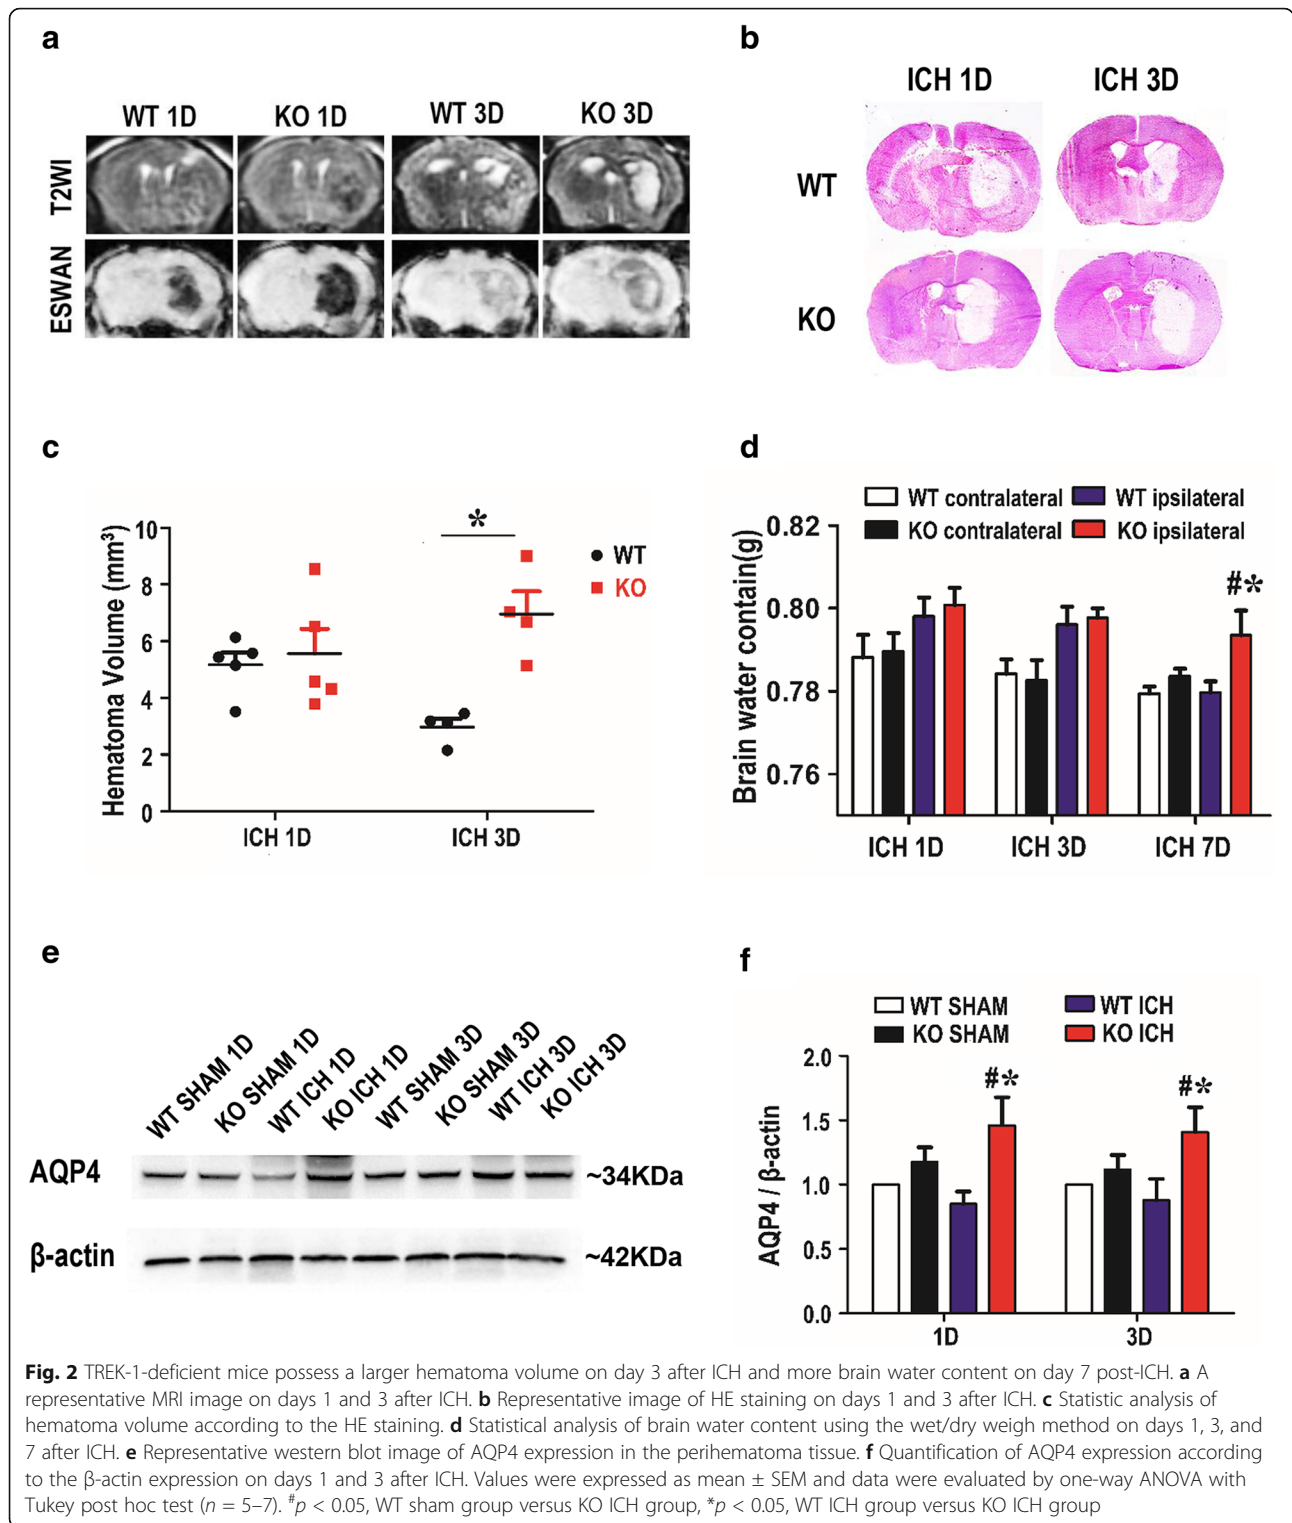 a
WT 1D KO 1D WT 3D KO 3D
T2WI
ESWAN
b
ICH 1D ICH 3D
WT
KO
c
Hematoma Volume (mm³)
10
8
6
4
2
0
*
WT
KO
ICH 1D ICH 3D
d
WT contralateral WT ipsilateral
KO contralateral KO ipsilateral
Brain water contain(g)
0.82
0.80
0.78
0.76
#*
ICH 1D ICH 3D ICH 7D
e
WT SHAM 1D KO SHAM 1D WT ICH 1D KO ICH 1D WT SHAM 3D KO SHAM 3D WT ICH 3D KO ICH 3D
AQP4 ~34KDa
β-actin ~42KDa
f
WT SHAM WT ICH
KO SHAM KO ICH
AQP4 / β-actin
2.0
1.5
1.0
0.5
0.0
#* #*
1D 3D
Fig. 2 TREK-1-deficient mice possess a larger hematoma volume on day 3 after ICH and more brain water content on day 7 post-ICH. a A
representative MRI image on days 1 and 3 after ICH. b Representative image of HE staining on days 1 and 3 after ICH. c Statistic analysis of
hematoma volume according to the HE staining. d Statistical analysis of brain water content using the wet/dry weigh method on days 1, 3, and
7 after ICH. e Representative western blot image of AQP4 expression in the perihematoma tissue. f Quantification of AQP4 expression according
to the β-actin expression on days 1 and 3 after ICH. Values were expressed as mean ± SEM and data were evaluated by one-way ANOVA with
Tukey post hoc test (n = 5–7). #p < 0.05, WT sham group versus KO ICH group, *p < 0.05, WT ICH group versus KO ICH group